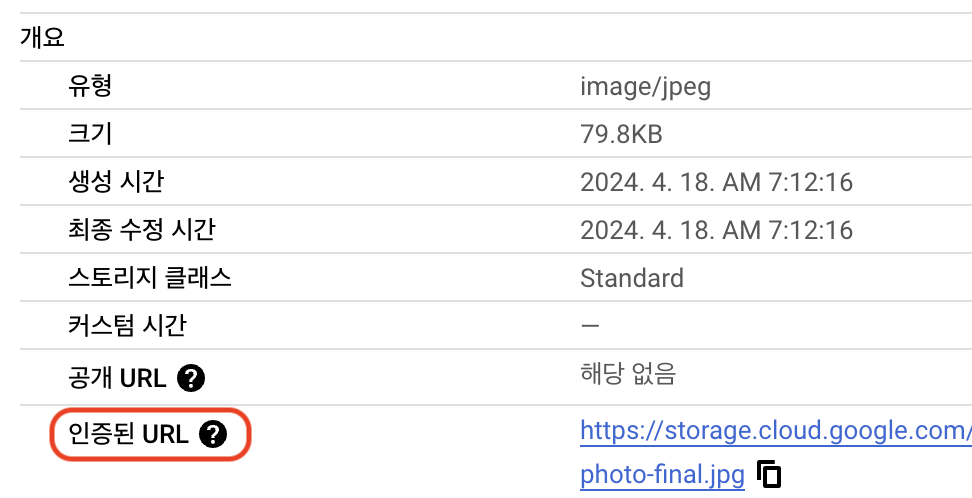 개요
유형 image/jpeg
크기 79.8KB
생성 시간 2024. 4. 18. AM 7:12:16
최종 수정 시간 2024. 4. 18. AM 7:12:16
스토리지 클래스 Standard
커스텀 시간 —
공개 URL ? 해당 없음
인증된 URL ? https://storage.cloud.google.com/
photo-final.jpg